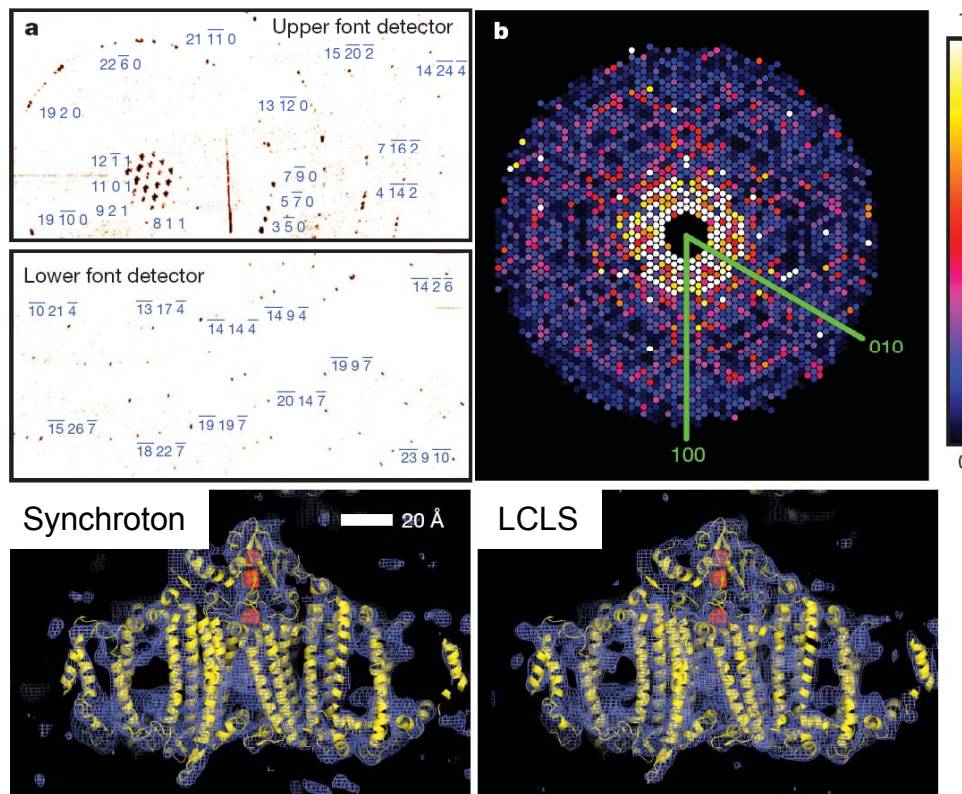 a
Upper font detector
21 1̅1̅ 0
22 6̅ 0
15 2̅0̅ 2̅
14 2̅4̅ 4̅
19 2 0
13 1̅2̅ 0
12 1̅ 1
7 1̅6̅ 2̅
11 0 1
7 9̅ 0
4 1̅4̅ 2̅
9 2 1
5 7̅ 0
19 1̅0̅ 0
8 1 1
3 5̅ 0
Lower font detector
1̅4̅ 2̅ 6̅
1̅0̅ 21 4̅
1̅3̅ 17 4̅
1̅4̅ 14 4̅
1̅4̅ 9 4̅
1̅9̅ 9 7̅
2̅0̅ 14 7̅
1̅5̅ 26 7̅
1̅9̅ 19 7̅
1̅8̅ 22 7̅
2̅3̅ 9 1̅0̅
b
010
100
Synchroton
20 Å
LCLS